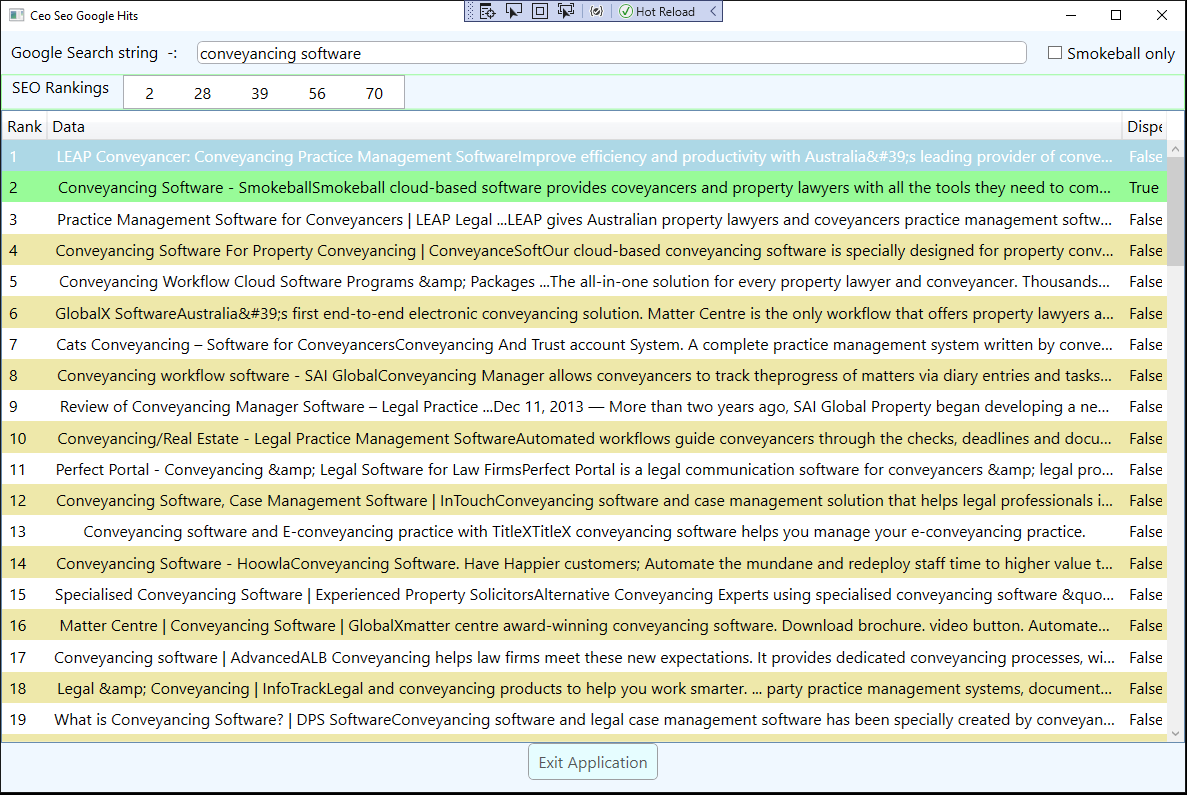 Ceo Seo Google Hits
Hot Reload
Google Search string -: conveyancing software Smokeball only
SEO Rankings 2 28 39 56 70
Rank Data Dispe
1 LEAP Conveyancer: Conveyancing Practice Management SoftwareImprove efficiency and productivity with Australia&#39;s leading provider of conve... False
2 Conveyancing Software - SmokeballSmokeball cloud-based software provides coveyancers and property lawyers with all the tools they need to com... True
3 Practice Management Software for Conveyancers | LEAP Legal ...LEAP gives Australian property lawyers and coveyancers practice management softw... False
4 Conveyancing Software For Property Conveyancing | ConveyanceSoftOur cloud-based conveyancing software is specially designed for property conv... False
5 Conveyancing Workflow Cloud Software Programs &amp; Packages ...The all-in-one solution for every property lawyer and conveyancer. Thousands... False
6 GlobalX SoftwareAustralia&#39;s first end-to-end electronic conveyancing solution. Matter Centre is the only workflow that offers property lawyers a... False
7 Cats Conveyancing – Software for ConveyancersConveyancing And Trust account System. A complete practice management system written by conve... False
8 Conveyancing workflow software - SAI GlobalConveyancing Manager allows conveyancers to track theprogress of matters via diary entries and tasks... False
9 Review of Conveyancing Manager Software – Legal Practice ...Dec 11, 2013 — More than two years ago, SAI Global Property began developing a ne... False
10 Conveyancing/Real Estate - Legal Practice Management SoftwareAutomated workflows guide conveyancers through the checks, deadlines and docu... False
11 Perfect Portal - Conveyancing &amp; Legal Software for Law FirmsPerfect Portal is a legal communication software for conveyancers &amp; legal pro... False
12 Conveyancing Software, Case Management Software | InTouchConveyancing software and case management solution that helps legal professionals i... False
13 Conveyancing software and E-conveyancing practice with TitleXTitleX conveyancing software helps you manage your e-conveyancing practice. False
14 Conveyancing Software - HoowlaConveyancing Software. Have Happier customers; Automate the mundane and redeploy staff time to higher value t... False
15 Specialised Conveyancing Software | Experienced Property SolicitorsAlternative Conveyancing Experts using specialised conveyancing software &quo... False
16 Matter Centre | Conveyancing Software | GlobalXmatter centre award-winning conveyancing software. Download brochure. video button. Automate... False
17 Conveyancing software | AdvancedALB Conveyancing helps law firms meet these new expectations. It provides dedicated conveyancing processes, wi... False
18 Legal &amp; Conveyancing | InfoTrackLegal and conveyancing products to help you work smarter. ... party practice management systems, document... False
19 What is Conveyancing Software? | DPS SoftwareConveyancing software and legal case management software has been specially created by conveyan... False
Exit Application